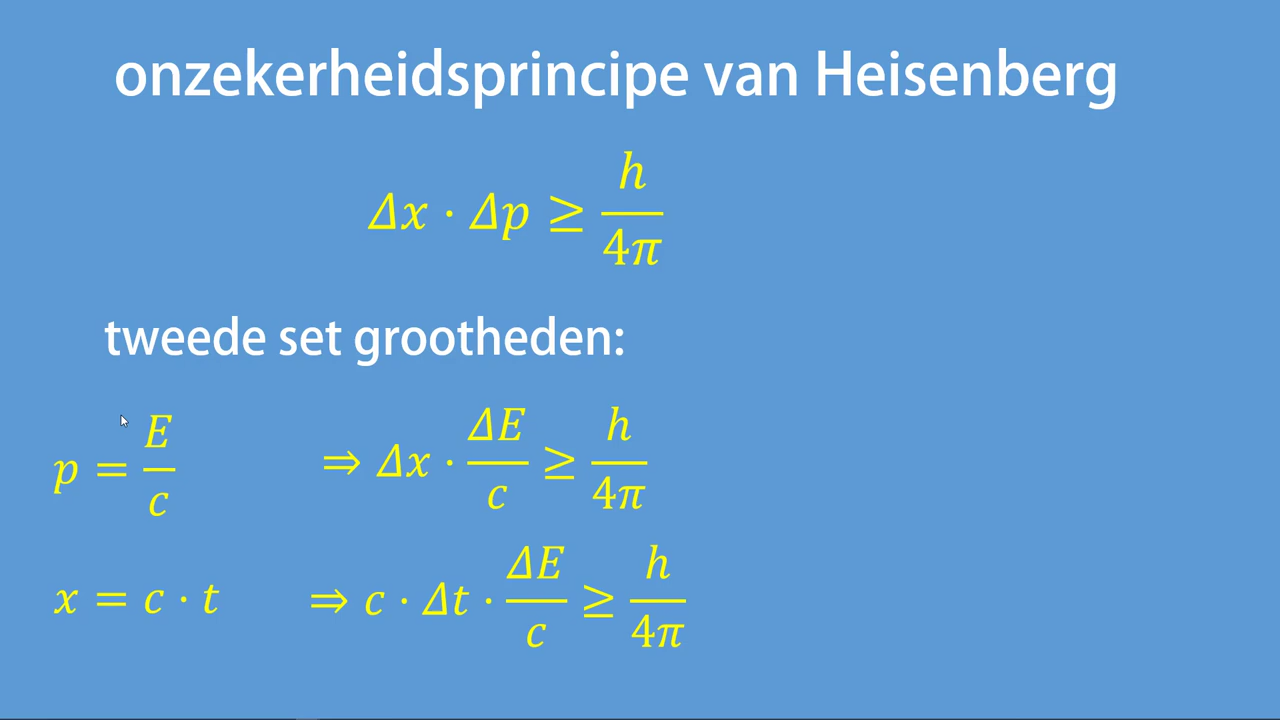 onzekerheidsprincipe van Heisenberg
Δx · Δp ≥ h/4π
tweede set grootheden:
p = E/c ⇒ Δx · ΔE/c ≥ h/4π
x = c · t ⇒ c · Δt · ΔE/c ≥ h/4π